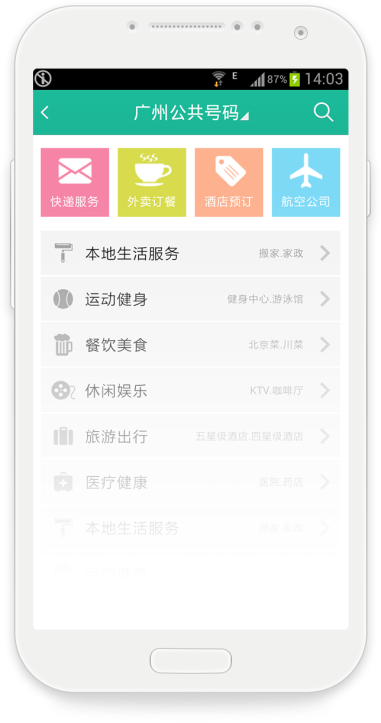 E 87% 14:03
广州公共号码
快递服务 外卖订餐 酒店预订 航空公司
本地生活服务 搬家.家政
运动健身 健身中心.游泳馆
餐饮美食 北京菜.川菜
休闲娱乐 KTV.咖啡厅
旅游出行 五星级酒店.四星级酒店
医疗健康 医院.药店
本地生活服务 搬家.家政